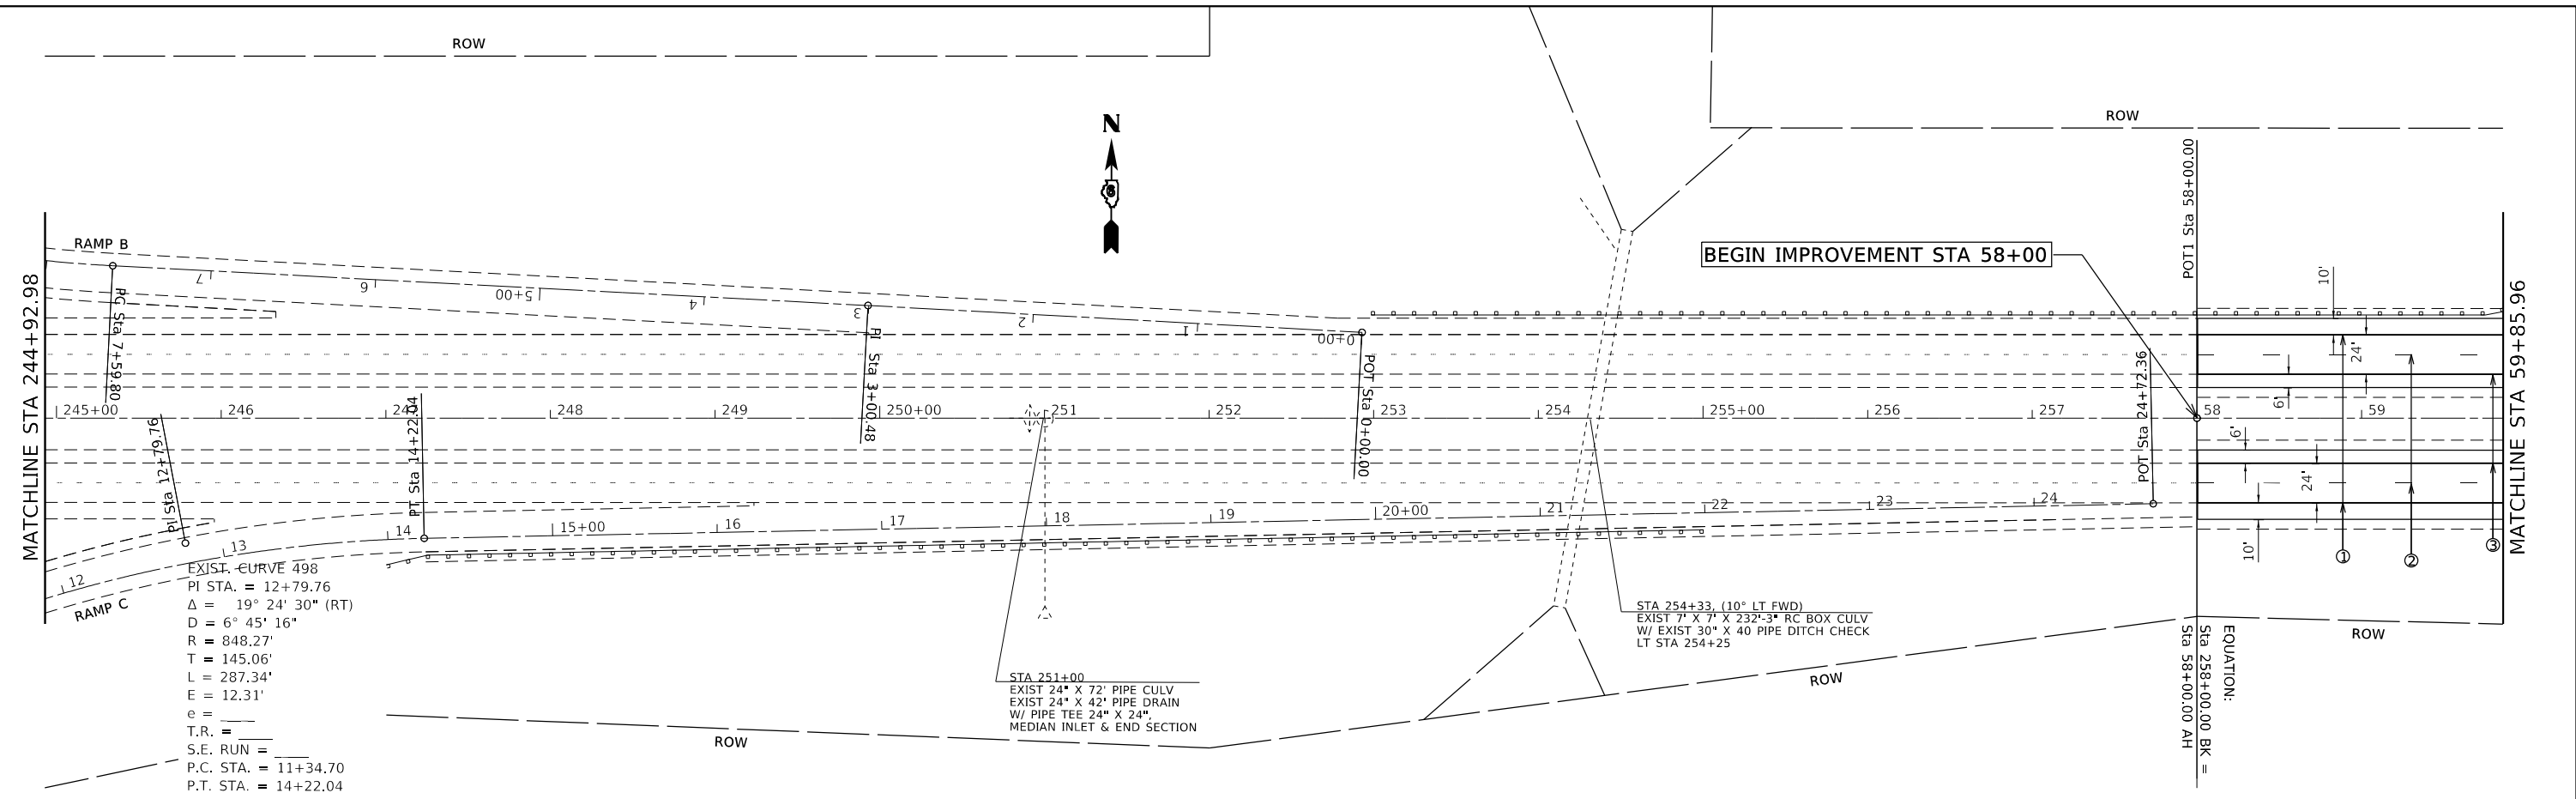 ROW
N
ROW
POT1 Sta 58+00.00
BEGIN IMPROVEMENT STA 58+00
MATCHLINE STA 244+92.98
RAMP B
7
6
5+00
4
3
2
1
0+00
PC Sta 7+59.80
PI Sta 3+00.48
POT Sta 0+00.00
POT Sta 24+72.36
10'
24'
6'
6'
24'
10'
MATCHLINE STA 59+85.96
245+00
246
248
249
250+00
251
252
253
254
255+00
256
257
58
59
PI Sta 12+79.76
PT Sta 14+22.04
12
13
14
15+00
16
17
18
19
20+00
21
22
23
24
1
2
3
RAMP C
EXIST. CURVE 498
PI STA. = 12+79.76
Δ = 19° 24' 30" (RT)
D = 6° 45' 16"
R = 848.27'
T = 145.06'
L = 287.34'
E = 12.31'
e = ____
T.R. = ____
S.E. RUN = ____
P.C. STA. = 11+34.70
P.T. STA. = 14+22.04
STA 251+00
EXIST 24" X 72' PIPE CULV
EXIST 24" X 42' PIPE DRAIN
W/ PIPE TEE 24" X 24",
MEDIAN INLET & END SECTION
STA 254+33, (10° LT FWD)
EXIST 7' X 7' X 232'-3" RC BOX CULV
W/ EXIST 30" X 40 PIPE DITCH CHECK
LT STA 254+25
ROW
ROW
ROW
EQUATION:
Sta 258+00.00 BK =
Sta 58+00.00 AH